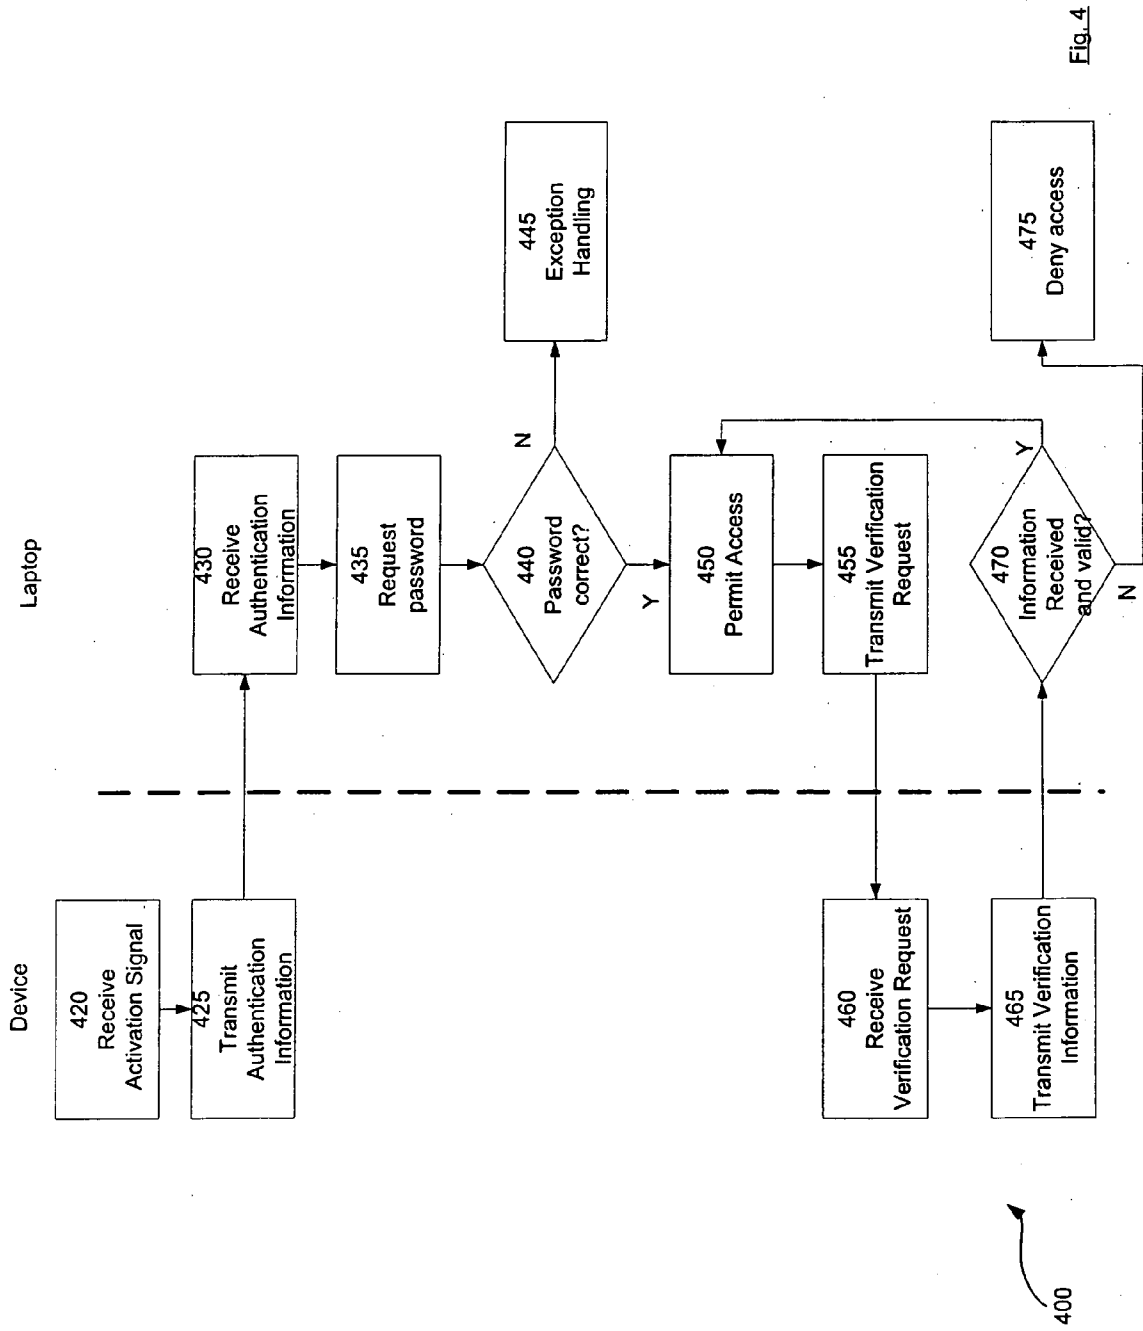 Device
Laptop
420
Receive
Activation Signal
425
Transmit
Authentication
Information
430
Receive
Authentication
Information
435
Request
password
440
Password
correct?
N
445
Exception
Handling
Y
450
Permit Access
455
Transmit Verification
Request
460
Receive
Verification Request
465
Transmit Verification
Information
470
Information
Received
and valid?
Y
N
475
Deny access
400
Fig. 4